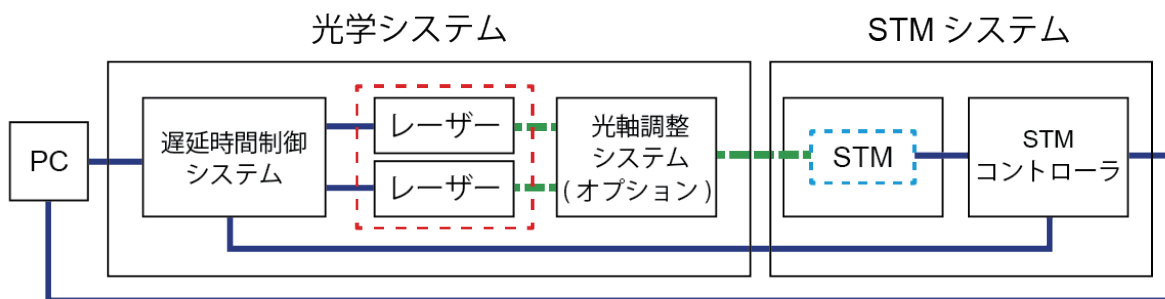 光学システム
STM システム
PC
遅延時間制御
システム
レーザー
レーザー
光軸調整
システム
( オプション )
STM
STM
コントローラ